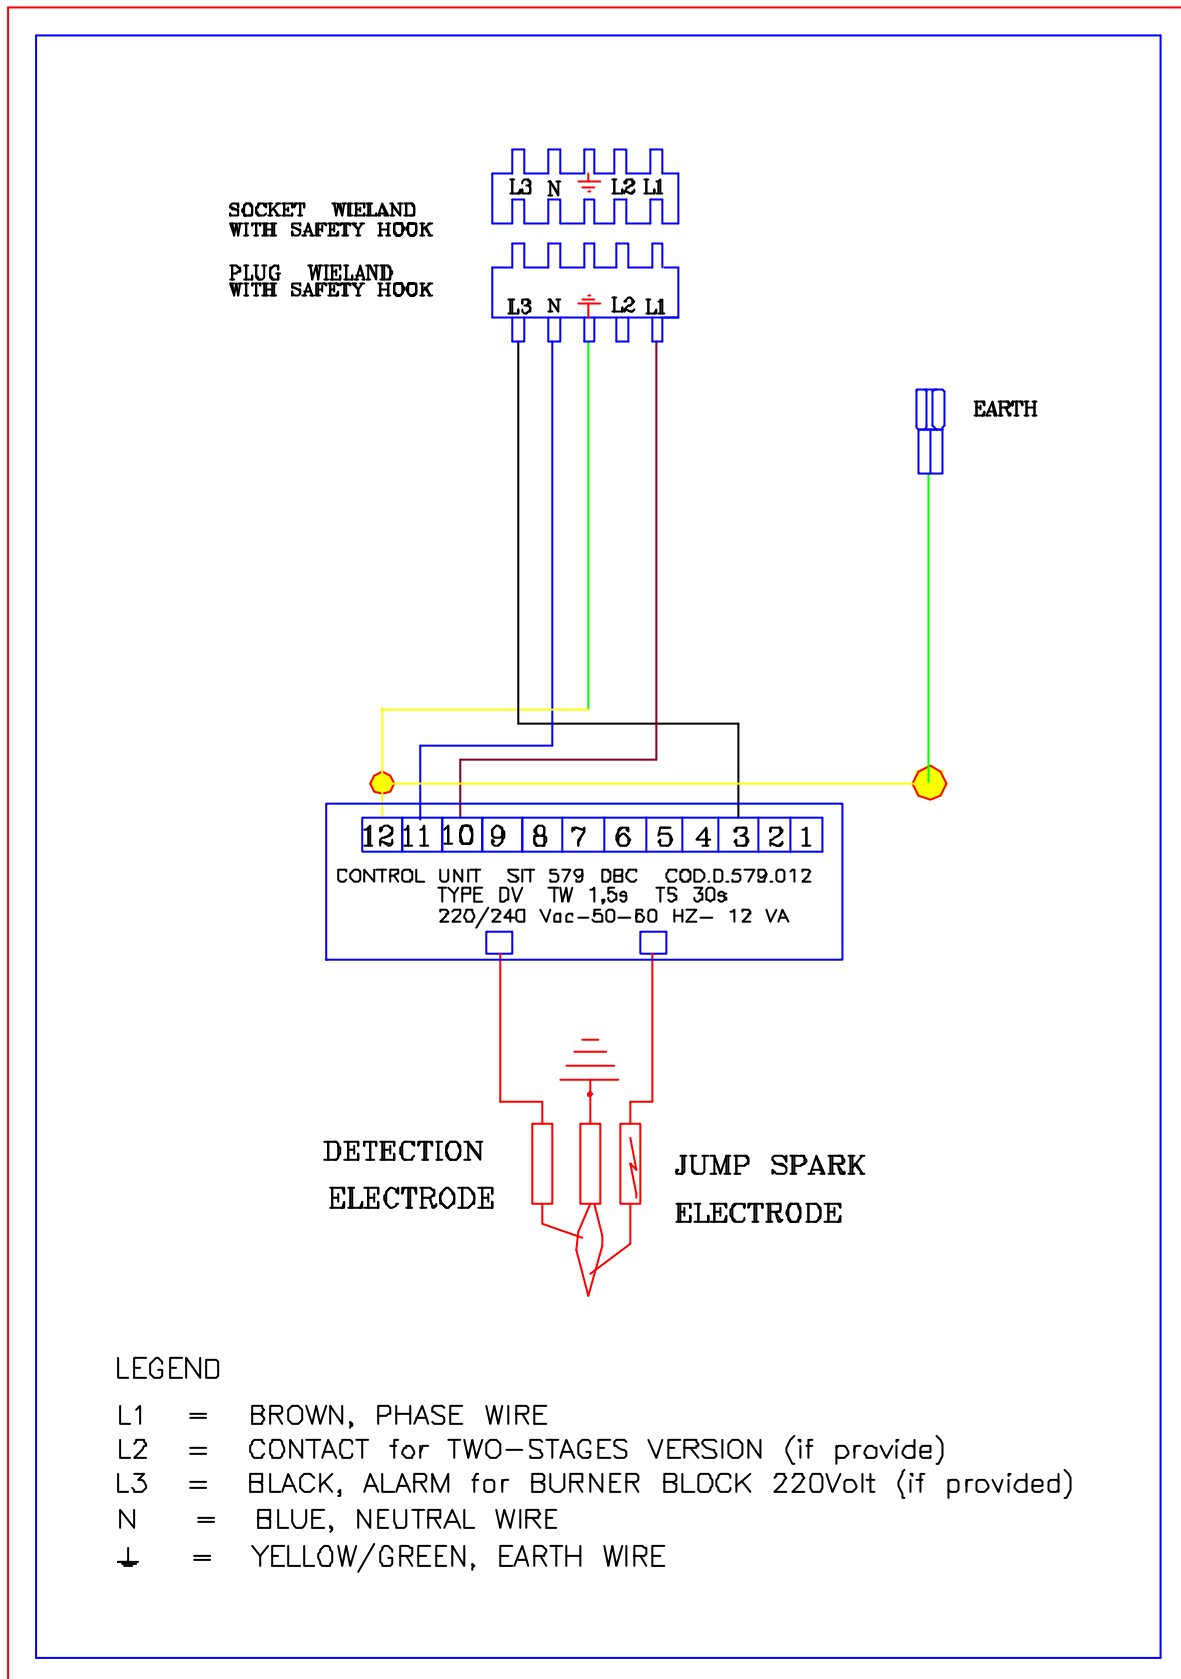 L3 N L2 L1
SOCKET WIELAND
WITH SAFETY HOOK
PLUG WIELAND
WITH SAFETY HOOK
L3 N L2 L1
EARTH
12 11 10 9 8 7 6 5 4 3 2 1
CONTROL UNIT SIT 579 DBC COD.D.579.012
TYPE DV TW 1,5s TS 30s
220/240 Vac-50-60 HZ- 12 VA
DETECTION
ELECTRODE
JUMP SPARK
ELECTRODE
LEGEND
L1 = BROWN, PHASE WIRE
L2 = CONTACT for TWO-STAGES VERSION (if provide)
L3 = BLACK, ALARM for BURNER BLOCK 220Volt (if provided)
N = BLUE, NEUTRAL WIRE
⏚ = YELLOW/GREEN, EARTH WIRE